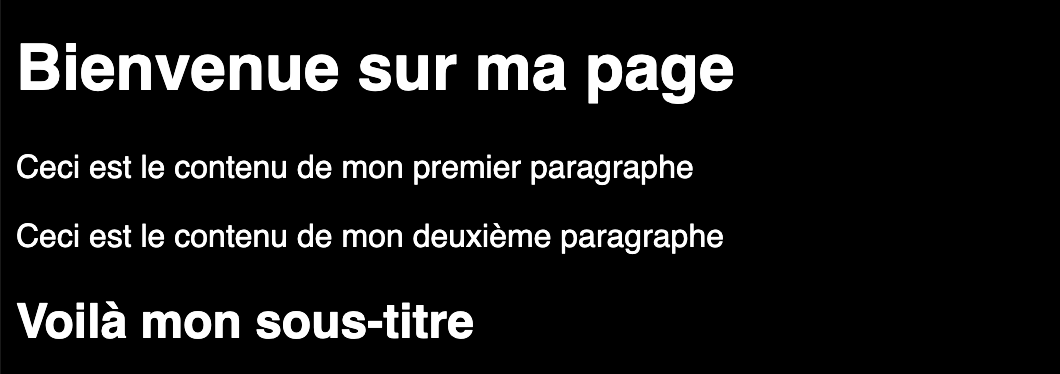 Bienvenue sur ma page
Ceci est le contenu de mon premier paragraphe
Ceci est le contenu de mon deuxième paragraphe
Voilà mon sous-titre